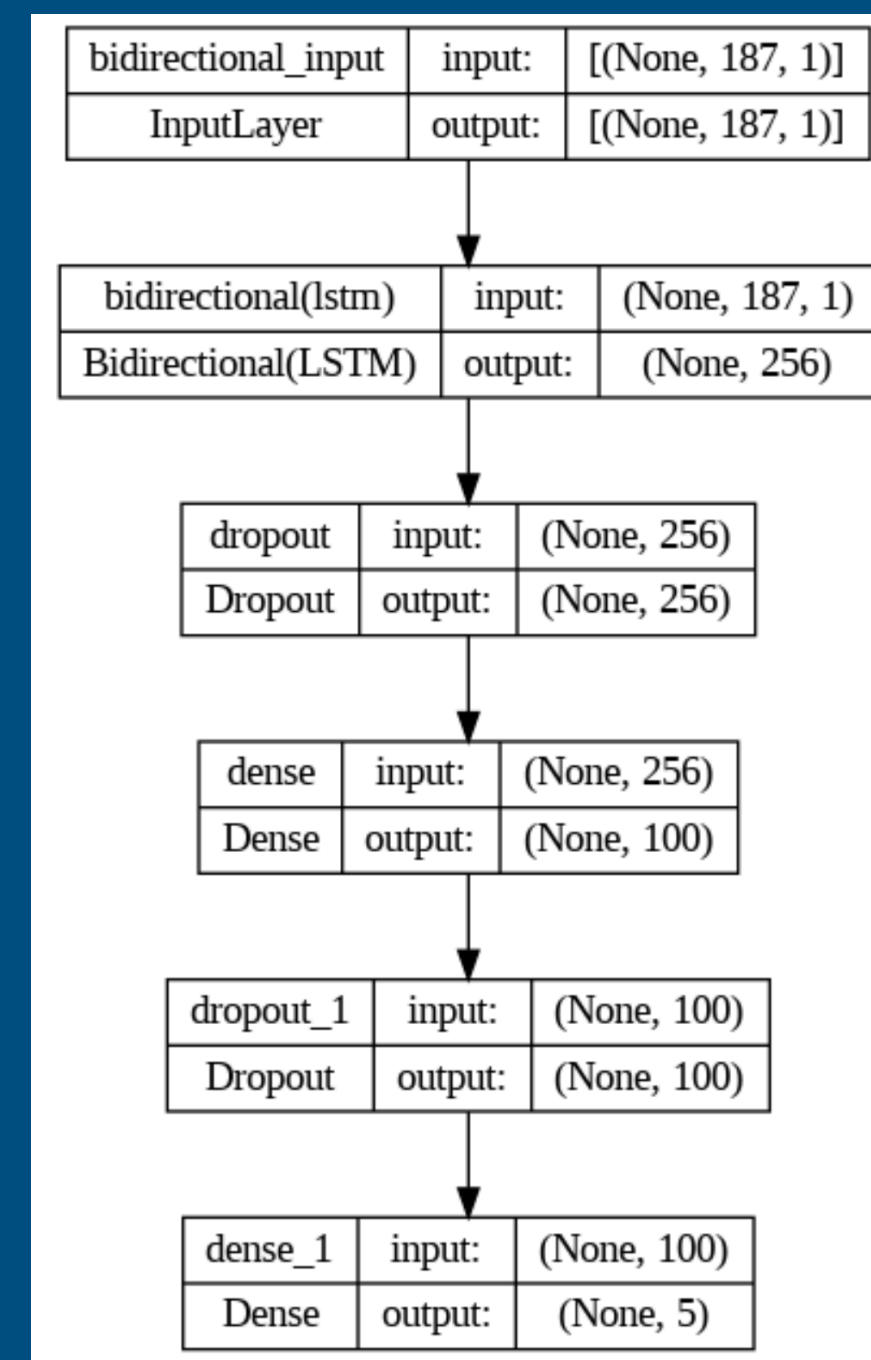 bidirectional_input input: [(None, 187, 1)]
InputLayer output: [(None, 187, 1)]
bidirectional(lstm) input: (None, 187, 1)
Bidirectional(LSTM) output: (None, 256)
dropout input: (None, 256)
Dropout output: (None, 256)
dense input: (None, 256)
Dense output: (None, 100)
dropout_1 input: (None, 100)
Dropout output: (None, 100)
dense_1 input: (None, 100)
Dense output: (None, 5)